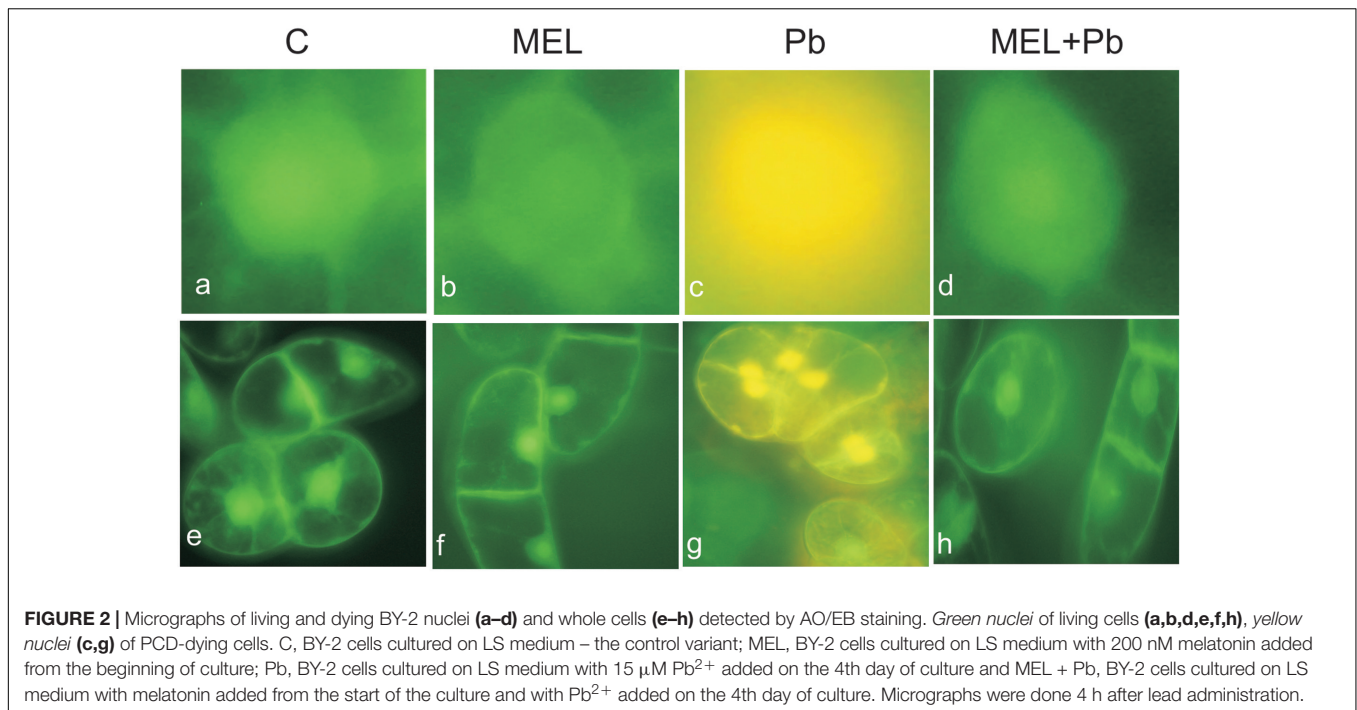 C MEL Pb MEL+Pb
a b c d
e f g h
FIGURE 2 | Micrographs of living and dying BY-2 nuclei (a–d) and whole cells (e–h) detected by AO/EB staining. Green nuclei of living cells (a,b,d,e,f,h), yellow
nuclei (c,g) of PCD-dying cells. C, BY-2 cells cultured on LS medium – the control variant; MEL, BY-2 cells cultured on LS medium with 200 nM melatonin added
from the beginning of culture; Pb, BY-2 cells cultured on LS medium with 15 μM Pb²⁺ added on the 4th day of culture and MEL + Pb, BY-2 cells cultured on LS
medium with melatonin added from the start of the culture and with Pb²⁺ added on the 4th day of culture. Micrographs were done 4 h after lead administration.